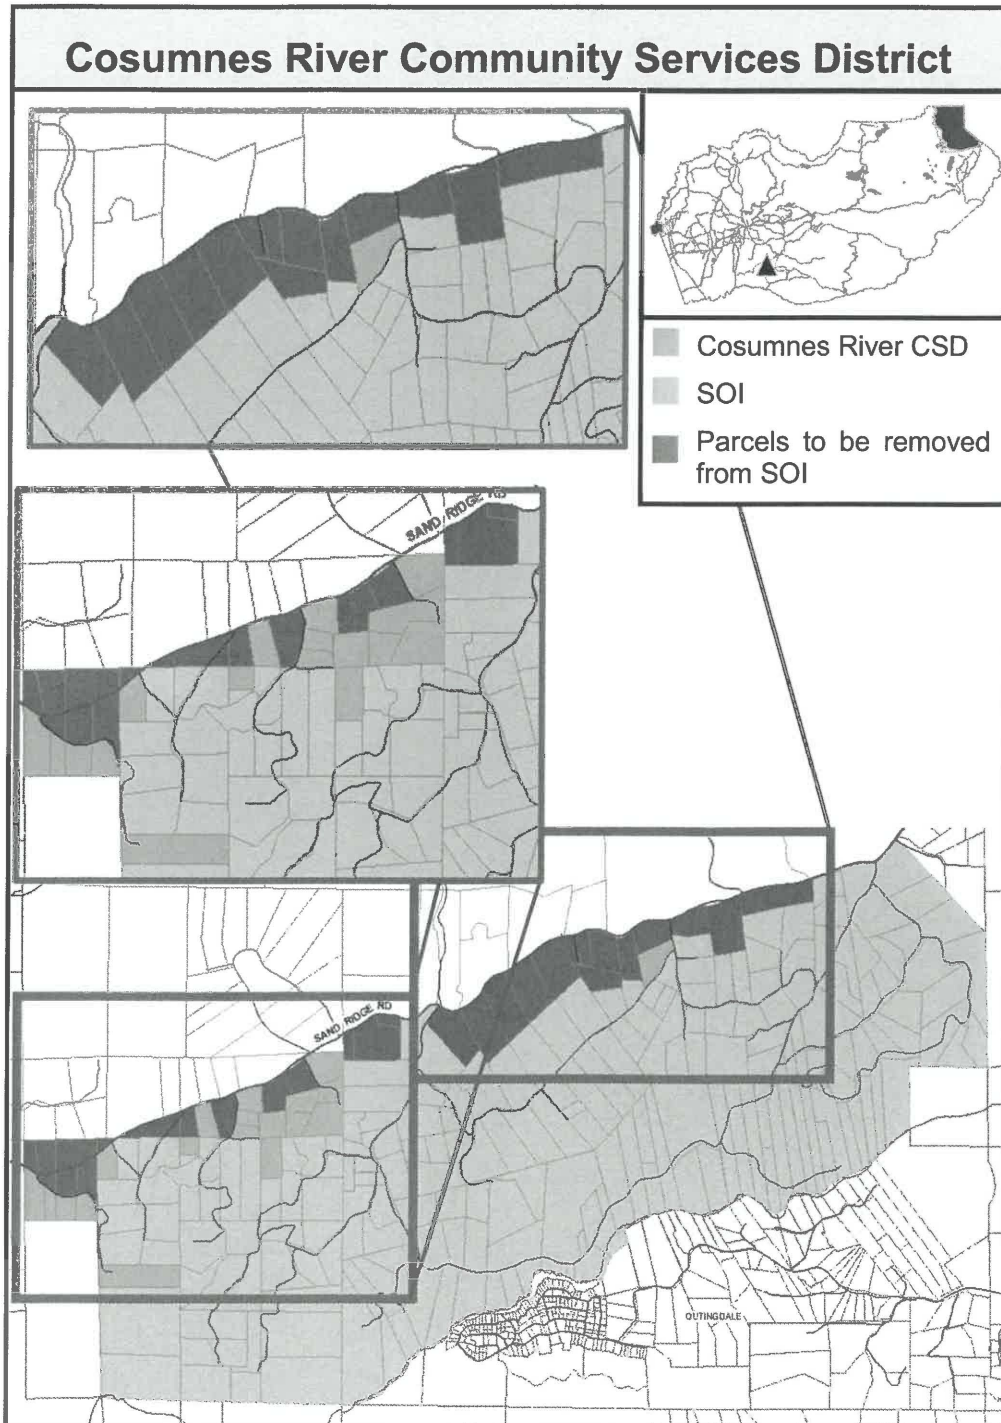 Cosumnes River Community Services District
Cosumnes River CSD
SOI
Parcels to be removed
from SOI
SAND RIDGE RD
SAND RIDGE RD
OUTINGDALE